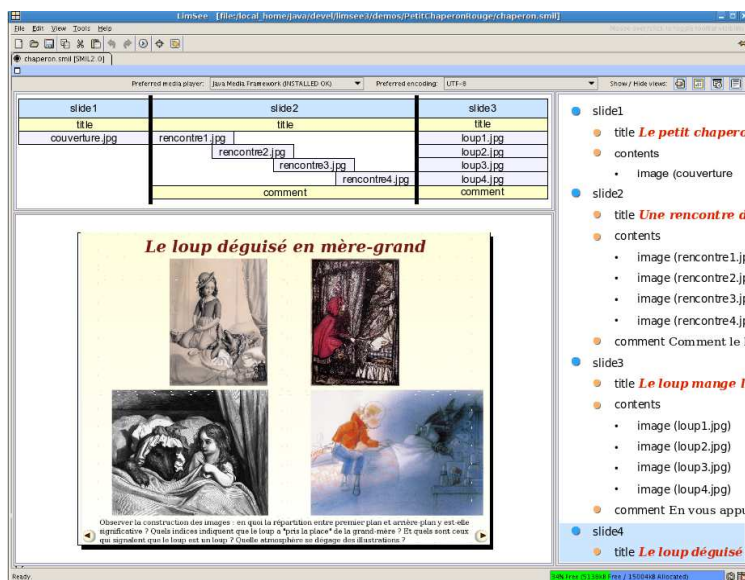 LimSee [file:/local_home/java/devel/limsee3/demos/PetitChaperonRouge/chaperon.smil]
File Edit View Tools Help
chaperon.smil [SMIL2.0]
Preferred media player: Java Media Framework (INSTALLED OK) Preferred encoding: UTF-8 Show / Hide views:
slide1 slide2 slide3
title title title
couverture.jpg rencontre1.jpg loup1.jpg
rencontre2.jpg loup2.jpg
rencontre3.jpg loup3.jpg
rencontre4.jpg loup4.jpg
comment comment
Le loup déguisé en mère-grand
Observer la construction des images : en quoi la répartition entre premier plan et arrière-plan y est-elle
significative ? Quels indices indiquent que le loup a "pris la place" de la grand-mère ? Et quels sont ceux
qui signalent que le loup est un loup ? Quelle atmosphère se dégage des illustrations ?
slide1
title Le petit chapero
contents
image (couverture
slide2
title Une rencontre d
contents
image (rencontre1.jp
image (rencontre2.jp
image (rencontre3.jp
image (rencontre4.jp
comment Comment le
slide3
title Le loup mange l
contents
image (loup1.jpg)
image (loup2.jpg)
image (loup3.jpg)
image (loup4.jpg)
comment En vous appu
slide4
title Le loup déguisé
Ready.
34% Free (5138kB Free / 15004kB Allocated)